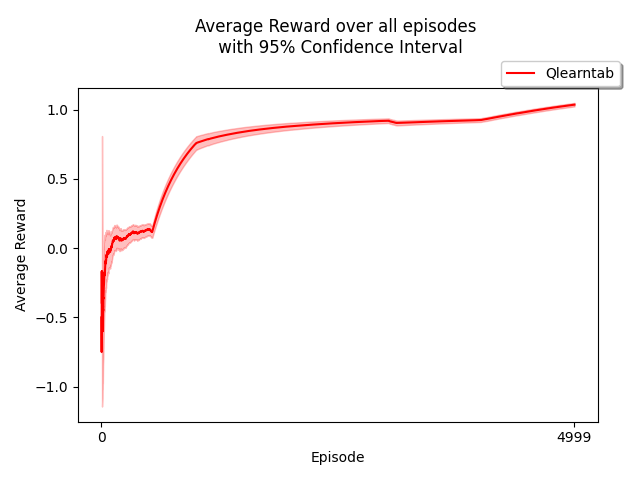 Average Reward over all episodes
with 95% Confidence Interval
Qlearntab
1.0
0.5
0.0
−0.5
−1.0
Average Reward
0
4999
Episode